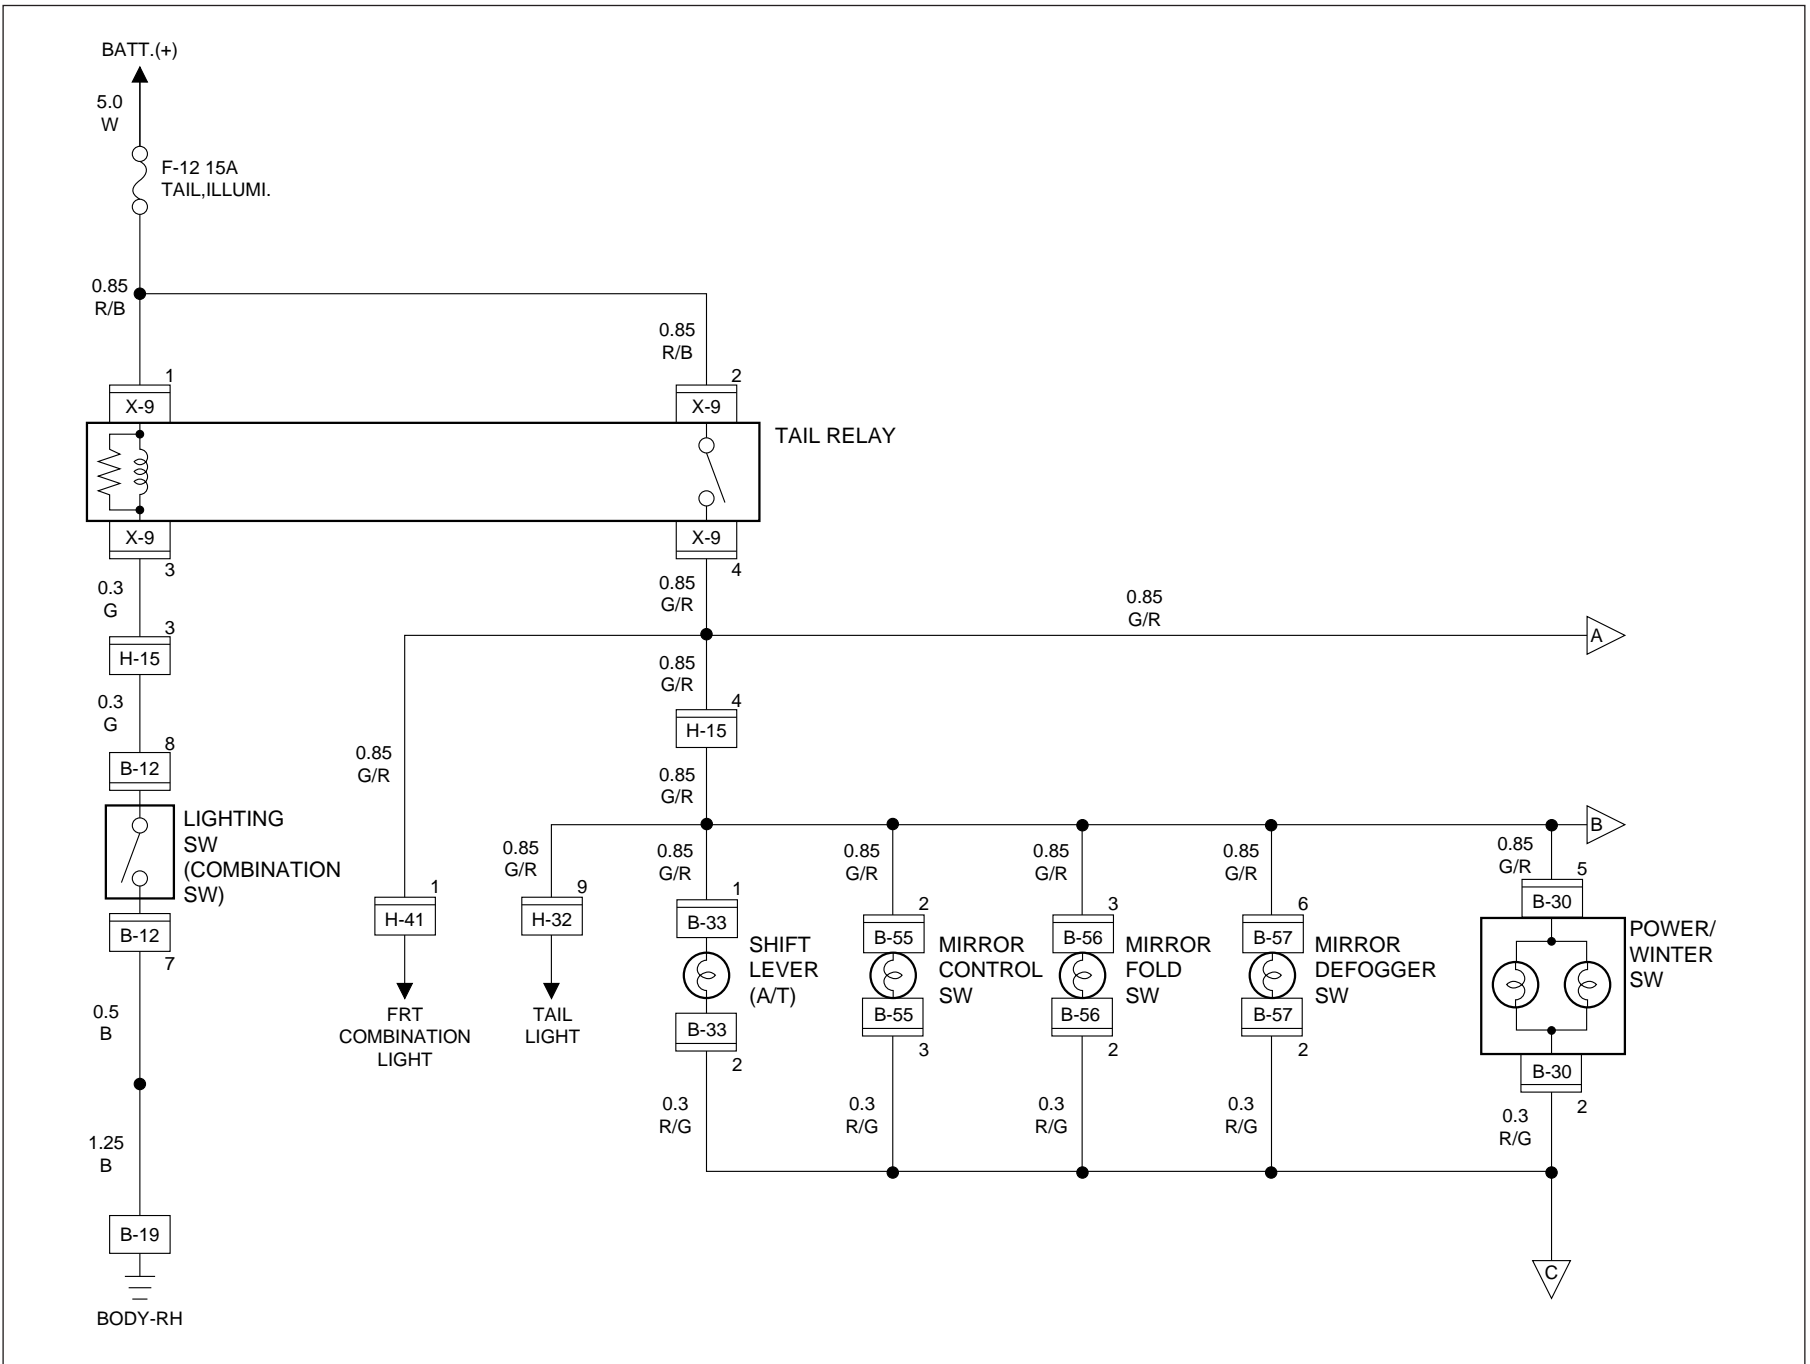 BATT.(+)
5.0
W
F-12 15A
TAIL,ILLUMI.
0.85
R/B
0.85
R/B
1
2
X-9
X-9
TAIL RELAY
X-9
X-9
3
4
0.3
G
0.85
G/R
0.85
G/R
3
A
H-15
0.85
G/R
0.3
G
4
H-15
8
B-12
0.85
G/R
0.85
G/R
LIGHTING
SW
(COMBINATION
SW)
B
0.85
G/R
0.85
G/R
0.85
G/R
0.85
G/R
0.85
G/R
0.85
G/R
5
1
9
1
2
3
6
B-30
H-41
H-32
B-33
B-55
B-56
B-57
B-12
7
SHIFT
LEVER
(A/T)
MIRROR
CONTROL
SW
MIRROR
FOLD
SW
MIRROR
DEFOGGER
SW
POWER/
WINTER
SW
0.5
B
FRT
COMBINATION
LIGHT
TAIL
LIGHT
B-33
B-55
B-56
B-57
2
3
2
2
B-30
2
0.3
R/G
0.3
R/G
0.3
R/G
0.3
R/G
0.3
R/G
1.25
B
B-19
C
BODY-RH